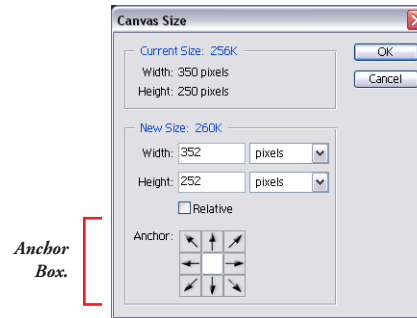 Canvas Size
Current Size: 256K
Width: 350 pixels
Height: 250 pixels
OK
Cancel
New Size: 260K
Width: 352 pixels
Height: 252 pixels
Relative
Anchor:
Anchor
Box.